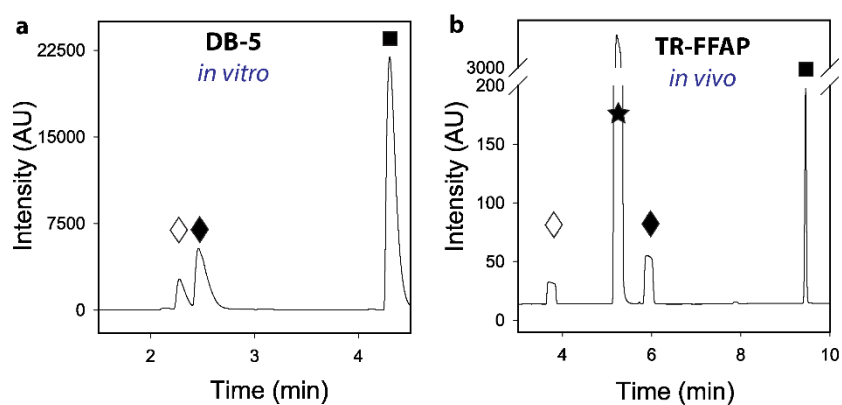 a
DB-5
in vitro
22500
15000
7500
0
Intensity (AU)
2
3
4
Time (min)
b
TR-FFAP
in vivo
3000
200
150
100
50
0
Intensity (AU)
4
6
8
10
Time (min)